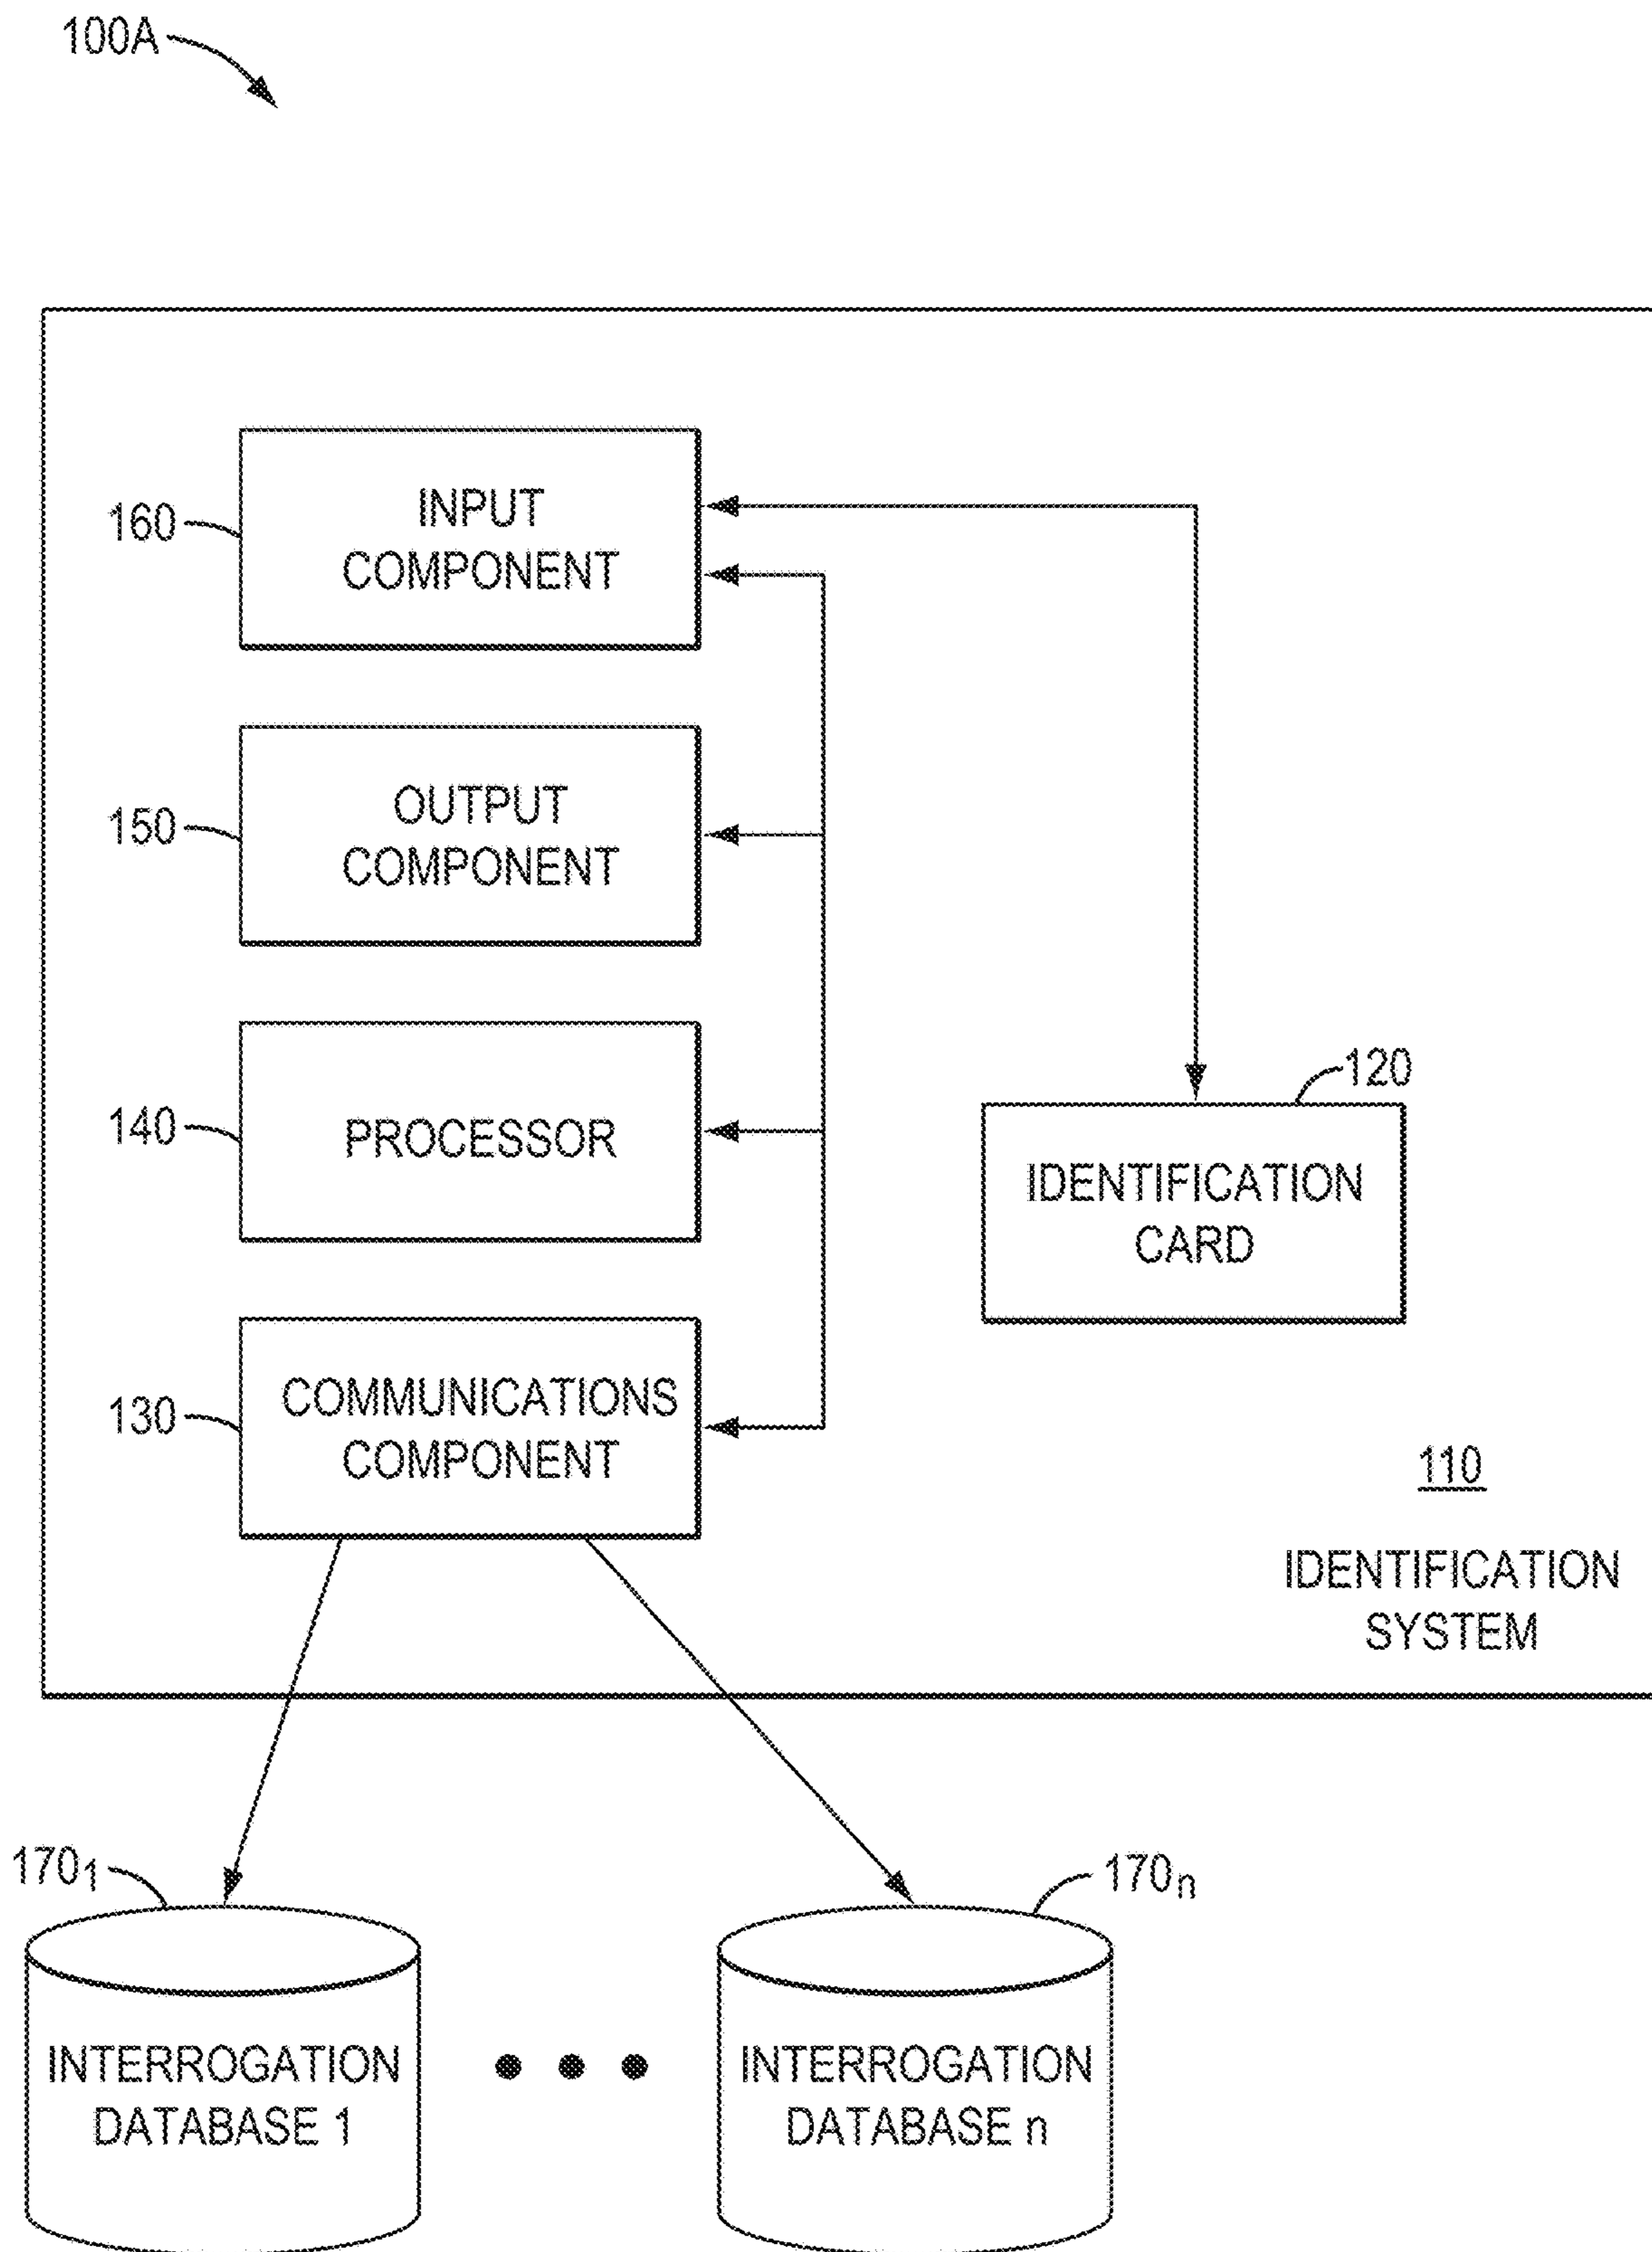 100A
160
INPUT
COMPONENT
150
OUTPUT
COMPONENT
140
PROCESSOR
120
IDENTIFICATION
CARD
130
COMMUNICATIONS
COMPONENT
110
IDENTIFICATION
SYSTEM
170₁
170ₙ
INTERROGATION
DATABASE 1
INTERROGATION
DATABASE n